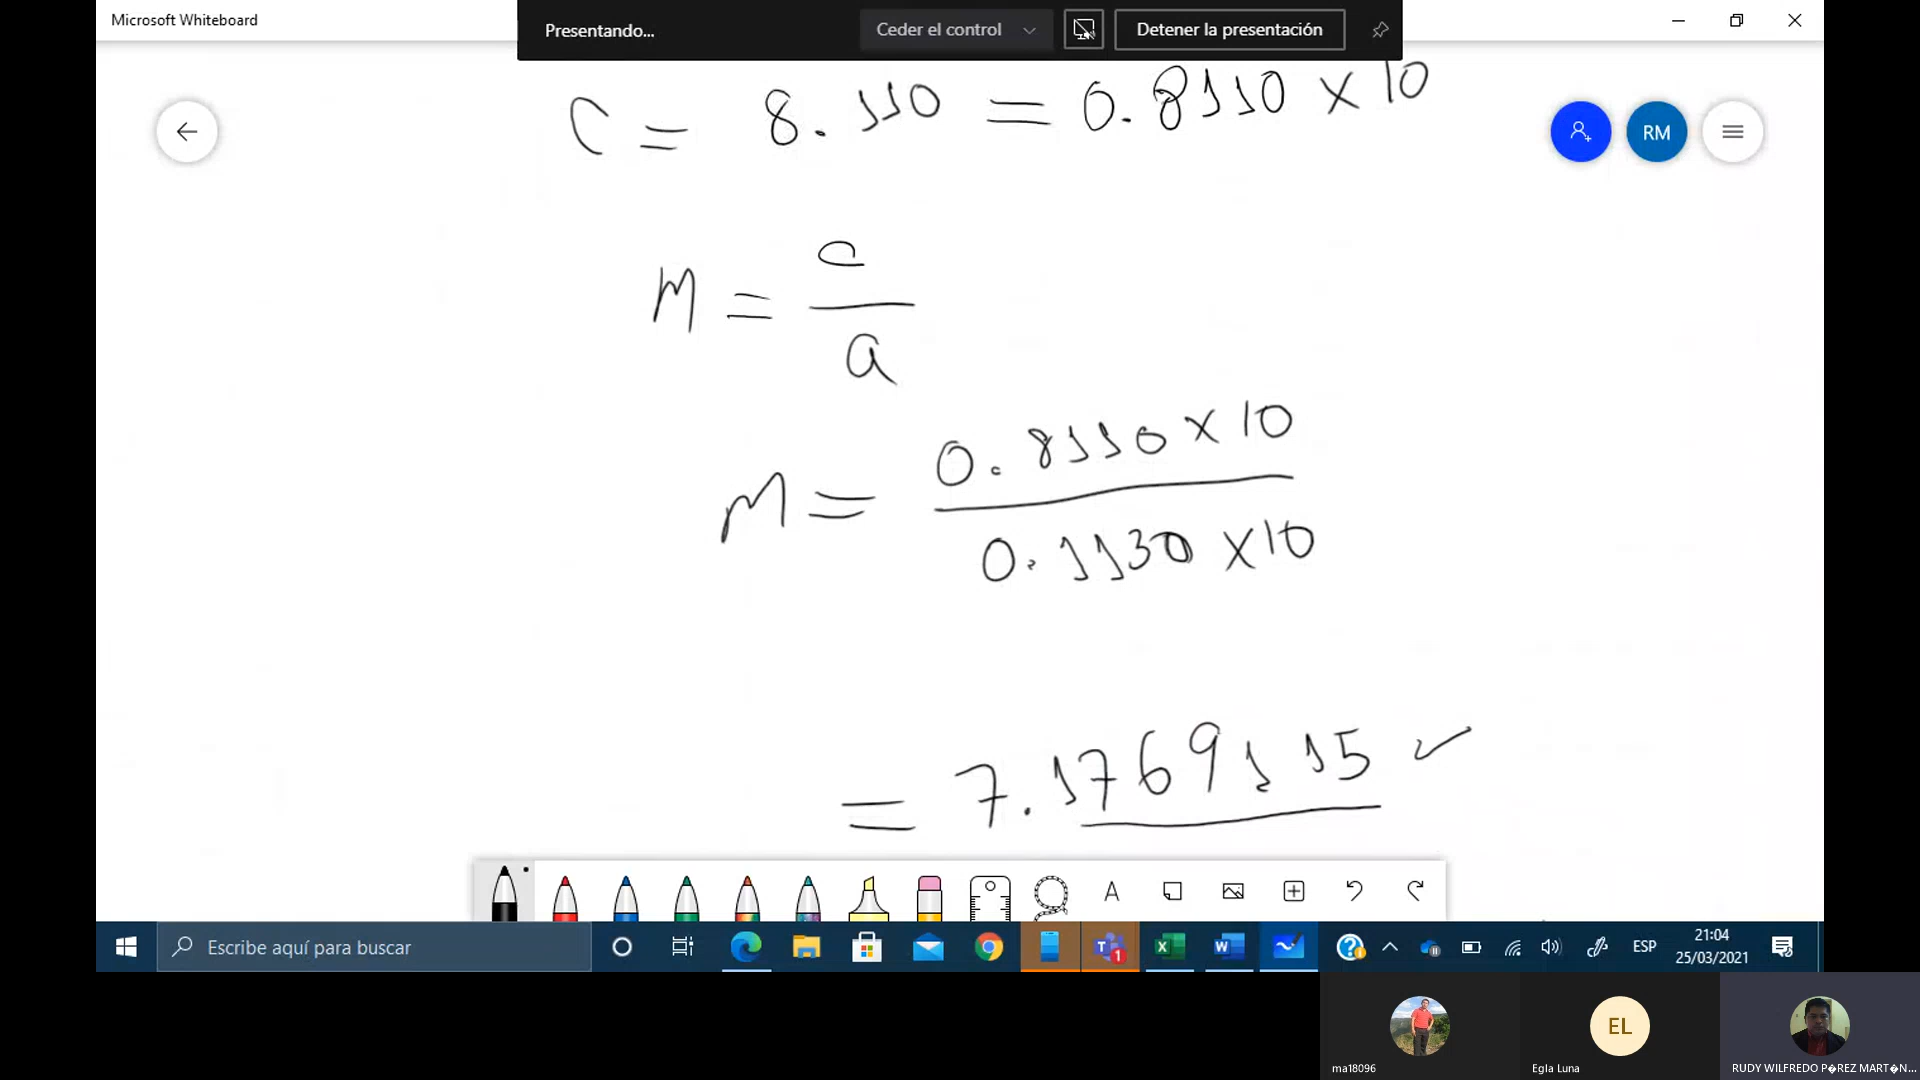 Microsoft Whiteboard
Presentando...
Ceder el control
Detener la presentación
C = 8.110 = 0.8110 x 10
RM
M = c / a
M = 0.8110 x 10 / 0.1130 x 10
= 7.1769115 ✓
A
Escribe aquí para buscar
1
ESP
21:04
25/03/2021
EL
ma18096
Egla Luna
RUDY WILFREDO P�REZ MART�N...